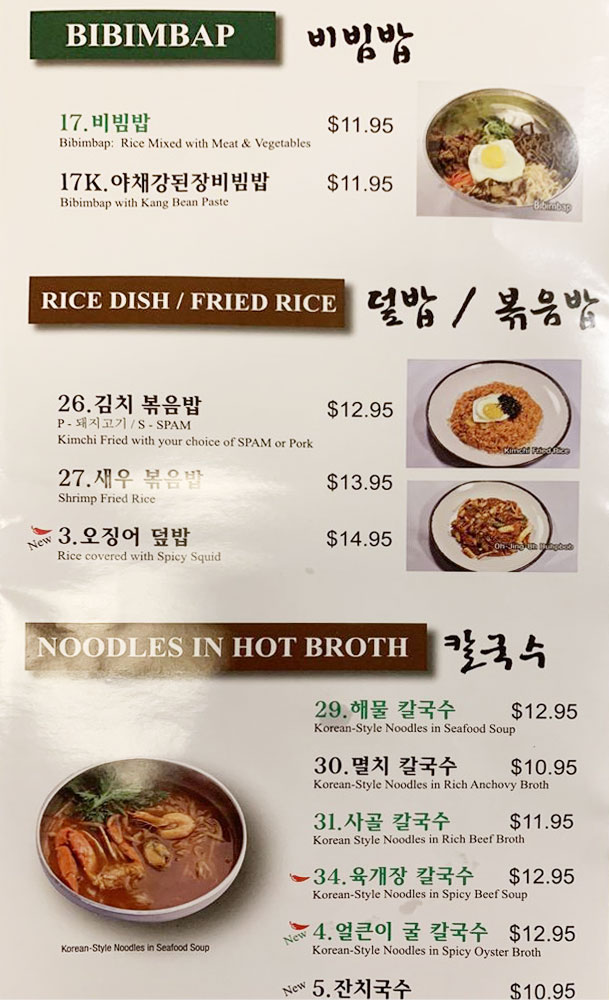 BIBIMBAP 비빔밥
17.비빔밥 $11.95
Bibimbap: Rice Mixed with Meat & Vegetables
17K.야채강된장비빔밥 $11.95
Bibimbap with Kang Bean Paste
Bibimbap
RICE DISH / FRIED RICE 덮밥 / 볶음밥
26.김치 볶음밥 $12.95
P - 돼지고기 / S - SPAM
Kimchi Fried with your choice of SPAM or Pork
Kimchi Fried Rice
27.새우 볶음밥 $13.95
Shrimp Fried Rice
New 3.오징어 덮밥 $14.95
Rice covered with Spicy Squid
Oh-Jing-Uh
NOODLES IN HOT BROTH 칼국수
29.해물 칼국수 $12.95
Korean-Style Noodles in Seafood Soup
30.멸치 칼국수 $10.95
Korean-Style Noodles in Rich Anchovy Broth
31.사골 칼국수 $11.95
Korean Style Noodles in Rich Beef Broth
34.육개장 칼국수 $12.95
Korean-Style Noodles in Spicy Beef Soup
New 4.얼큰이 굴 칼국수 $12.95
Korean-Style Noodles in Spicy Oyster Broth
Korean-Style Noodles in Seafood Soup
New 5.잔치국수 $10.95